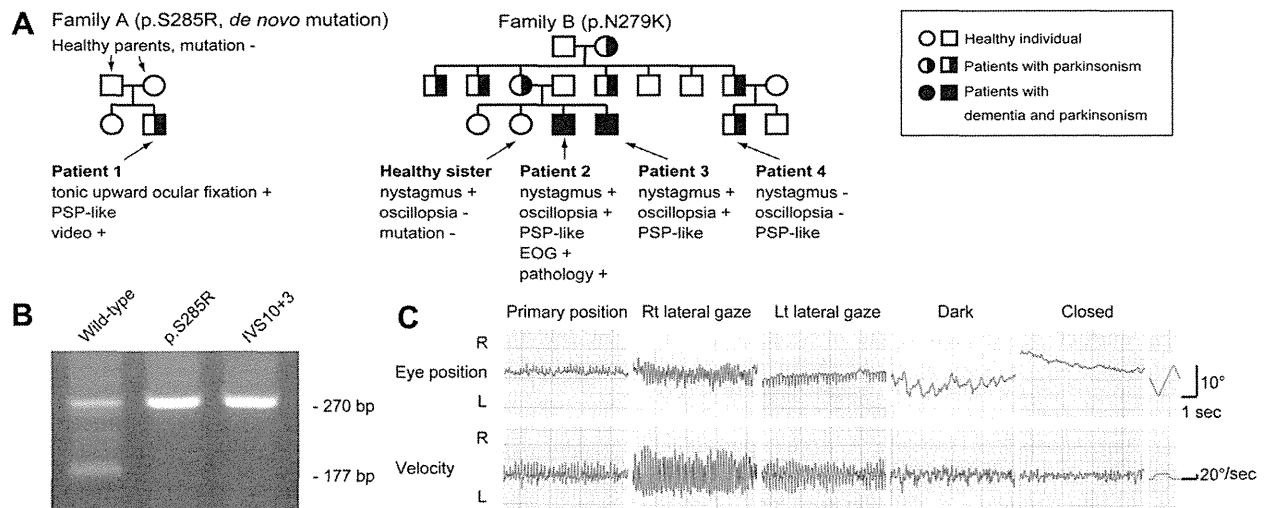 A
Family A (p.S285R, de novo mutation)
Healthy parents, mutation -
Patient 1
tonic upward ocular fixation +
PSP-like
video +
Family B (p.N279K)
Healthy sister
nystagmus +
oscillopsia -
mutation -
Patient 2
nystagmus +
oscillopsia +
PSP-like
EOG +
pathology +
Patient 3
nystagmus +
oscillopsia +
PSP-like
Patient 4
nystagmus -
oscillopsia -
PSP-like
Healthy individual
Patients with parkinsonism
Patients with
dementia and parkinsonism
B
Wild-type
p.S285R
IVS10+3
- 270 bp
- 177 bp
C
Primary position
Rt lateral gaze
Lt lateral gaze
Dark
Closed
R
Eye position
L
10°
1 sec
R
Velocity
L
20°/sec